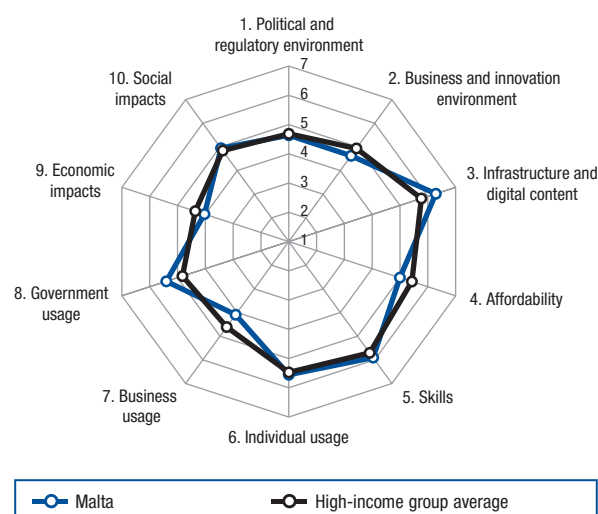 1. Political and
regulatory environment
7
10. Social
impacts
2. Business and innovation
environment
6
5
4
9. Economic
impacts
3. Infrastructure and
digital content
3
2
1
8. Government
usage
4. Affordability
7. Business
usage
5. Skills
6. Individual usage
Malta
High-income group average